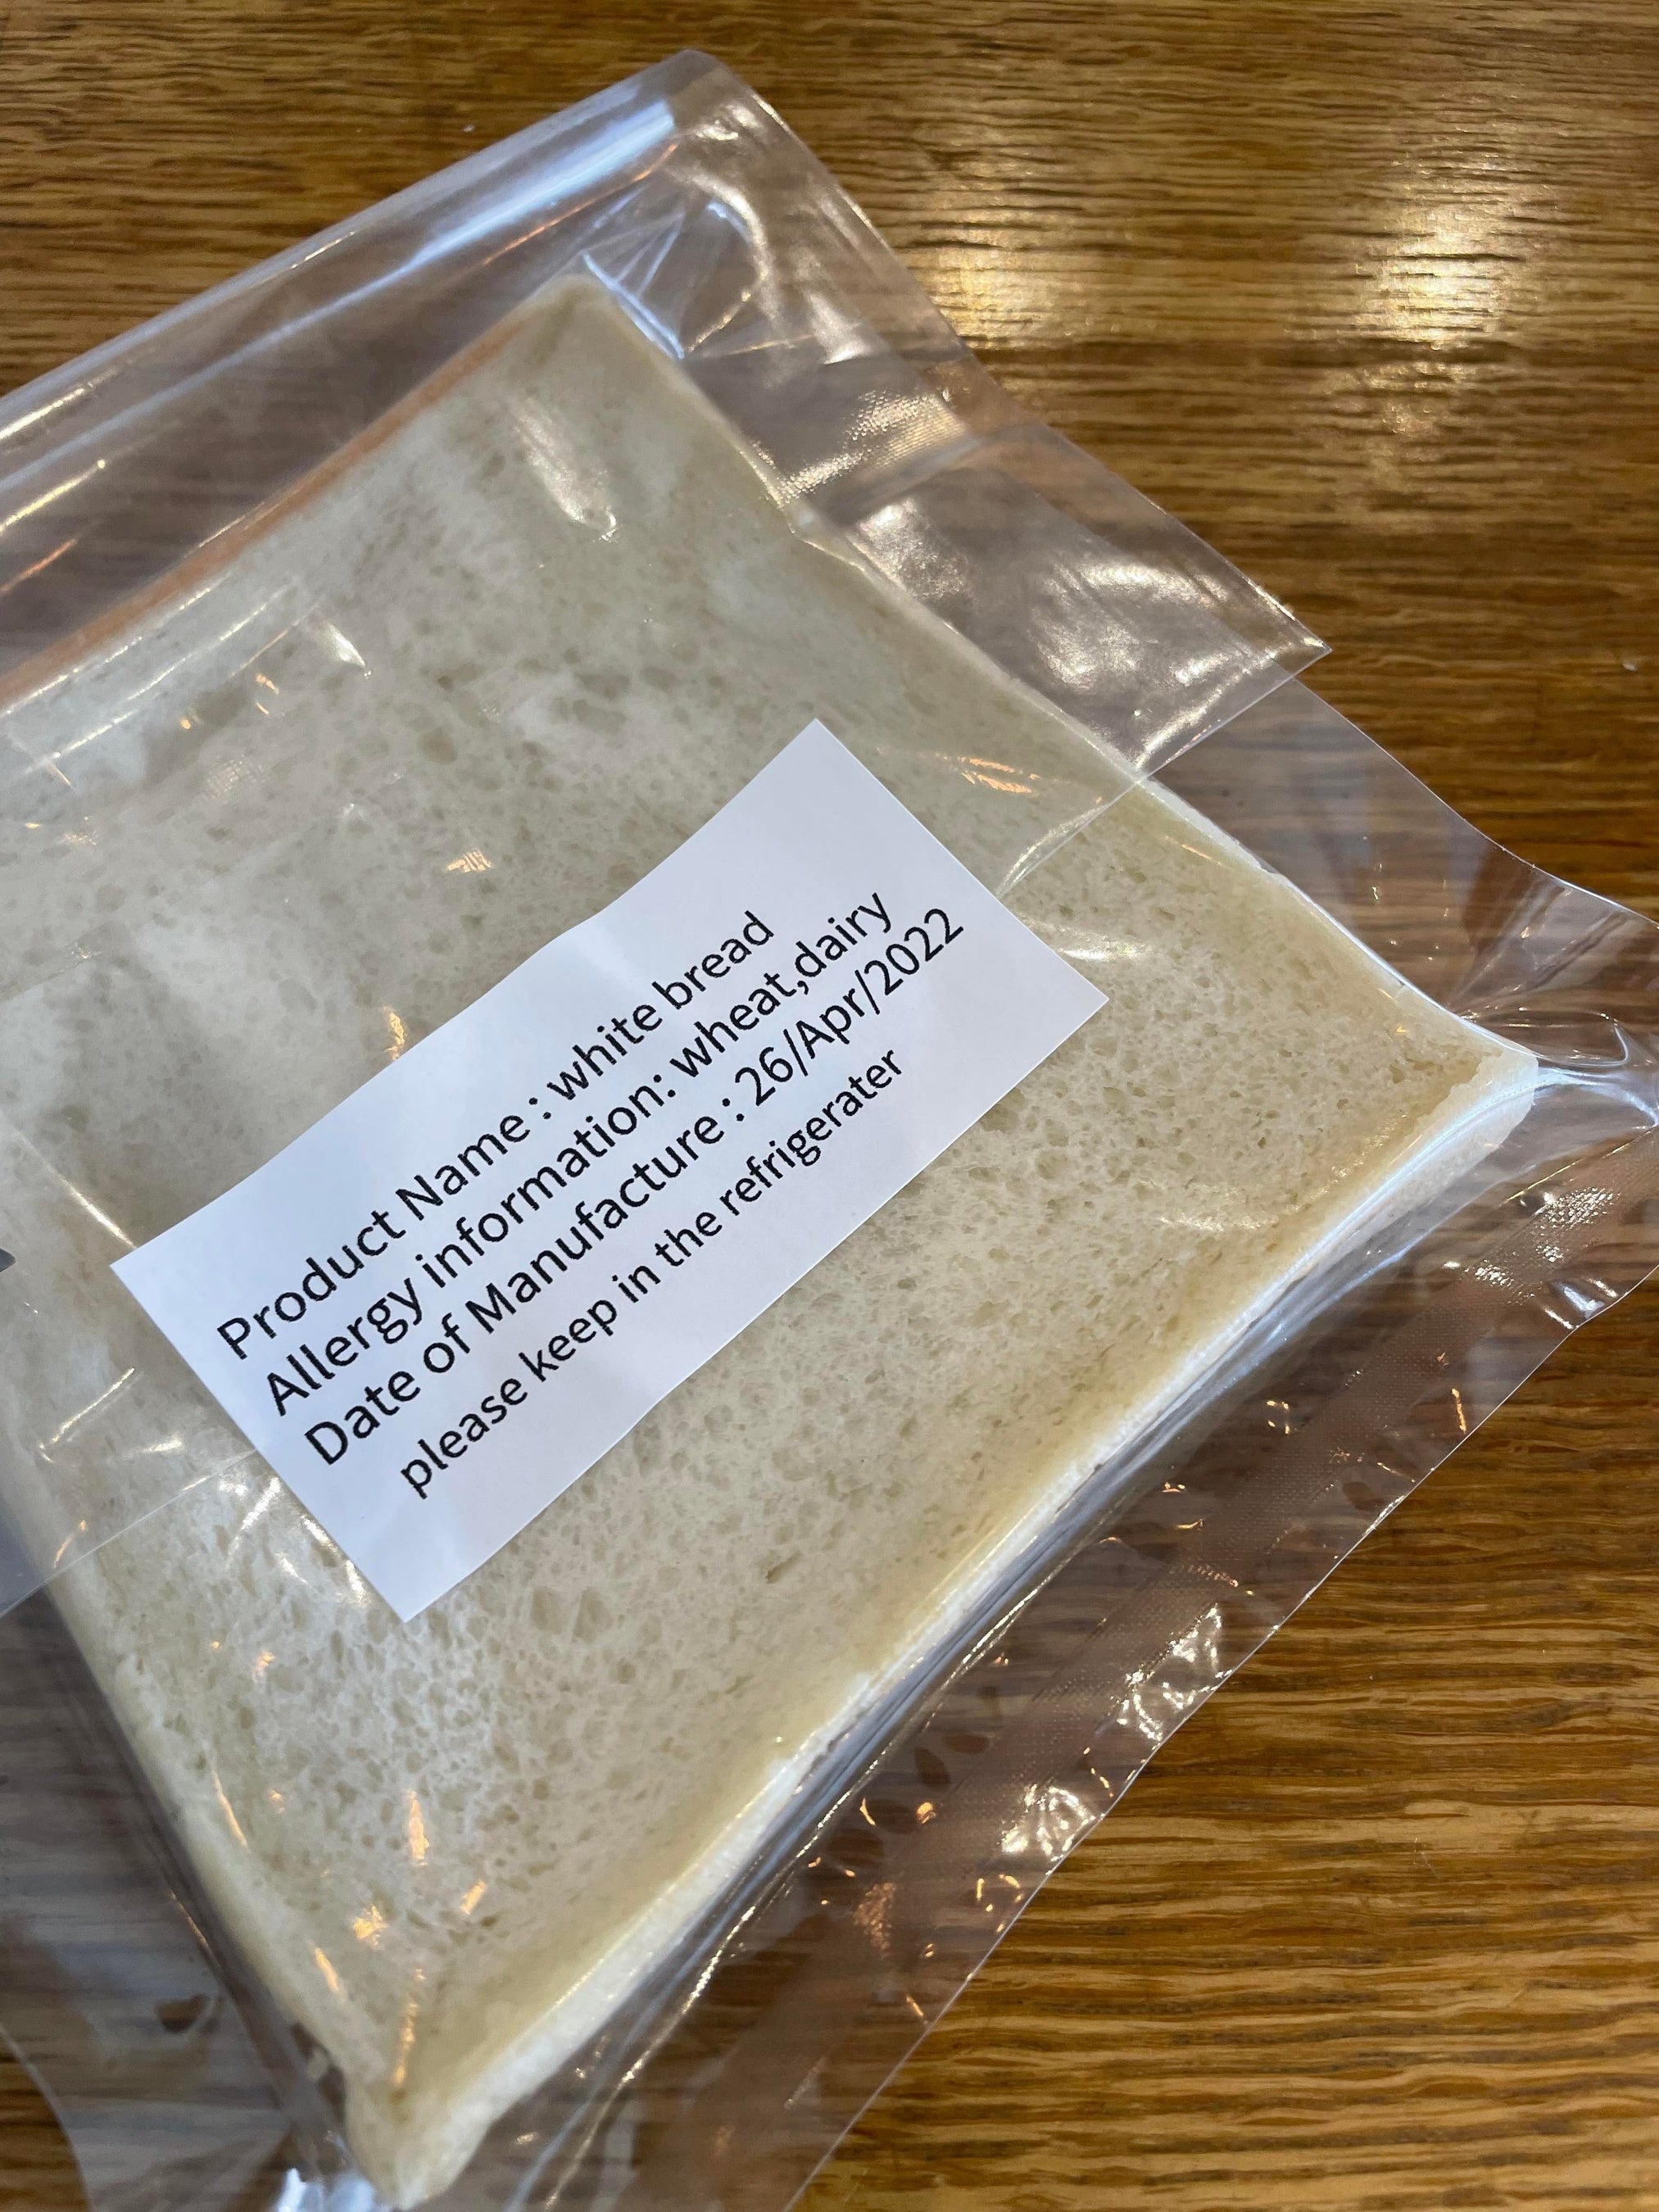 Product Name : white bread
Allergy information: wheat,dairy
Date of Manufacture : 26/Apr/2022
please keep in the refrigerater